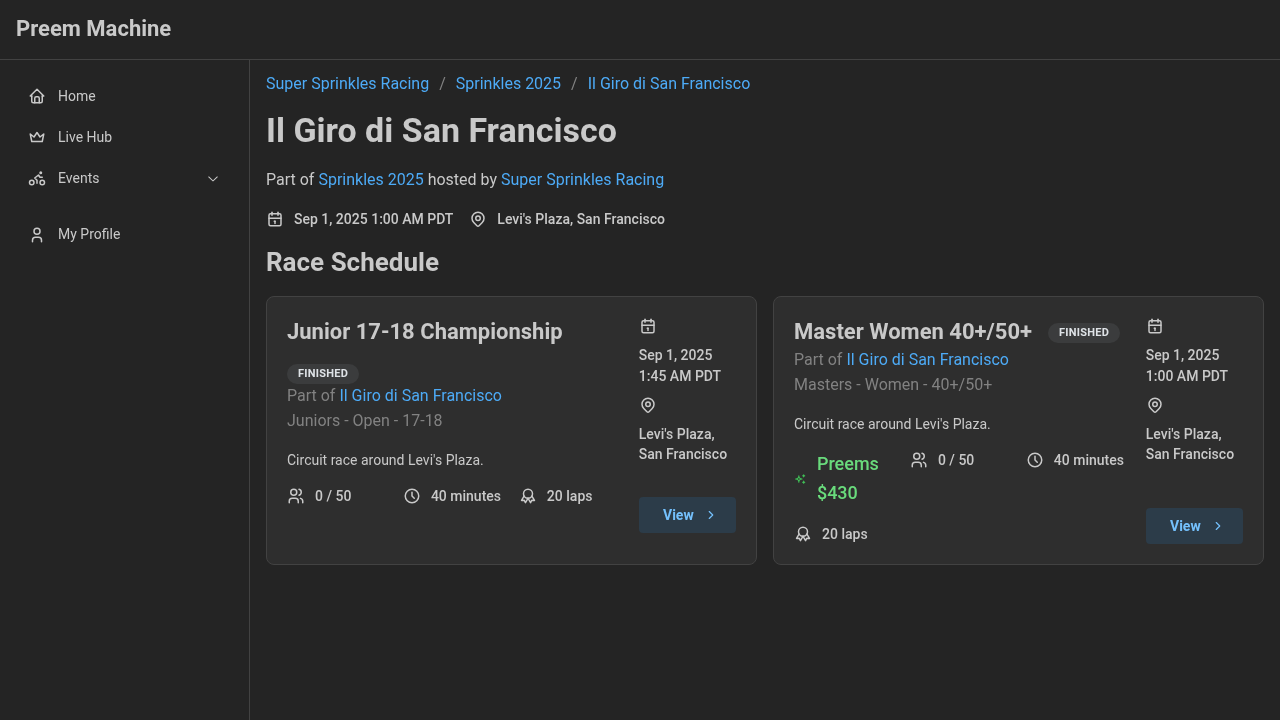 Preem Machine
Home
Live Hub
Events
My Profile
Super Sprinkles Racing / Sprinkles 2025 / Il Giro di San Francisco
Il Giro di San Francisco
Part of Sprinkles 2025 hosted by Super Sprinkles Racing
Sep 1, 2025 1:00 AM PDT Levi's Plaza, San Francisco
Race Schedule
Junior 17-18 Championship
FINISHED
Part of Il Giro di San Francisco
Juniors - Open - 17-18
Circuit race around Levi's Plaza.
0 / 50 40 minutes 20 laps
Sep 1, 2025
1:45 AM PDT
Levi's Plaza,
San Francisco
View
Master Women 40+/50+ FINISHED
Part of Il Giro di San Francisco
Masters - Women - 40+/50+
Circuit race around Levi's Plaza.
Preems
$430
0 / 50 40 minutes
20 laps
Sep 1, 2025
1:00 AM PDT
Levi's Plaza,
San Francisco
View